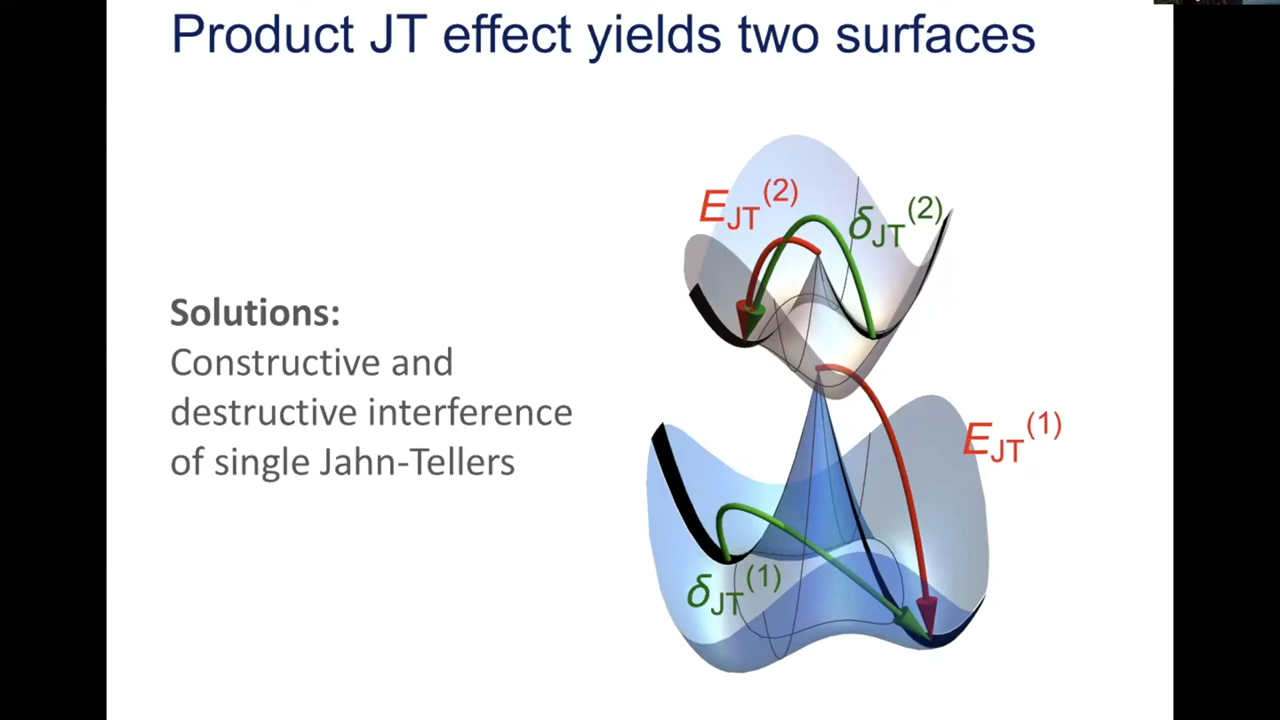 Product JT effect yields two surfaces
E_JT^(2)
δ_JT^(2)
Solutions:
Constructive and
destructive interference
of single Jahn-Tellers
E_JT^(1)
δ_JT^(1)